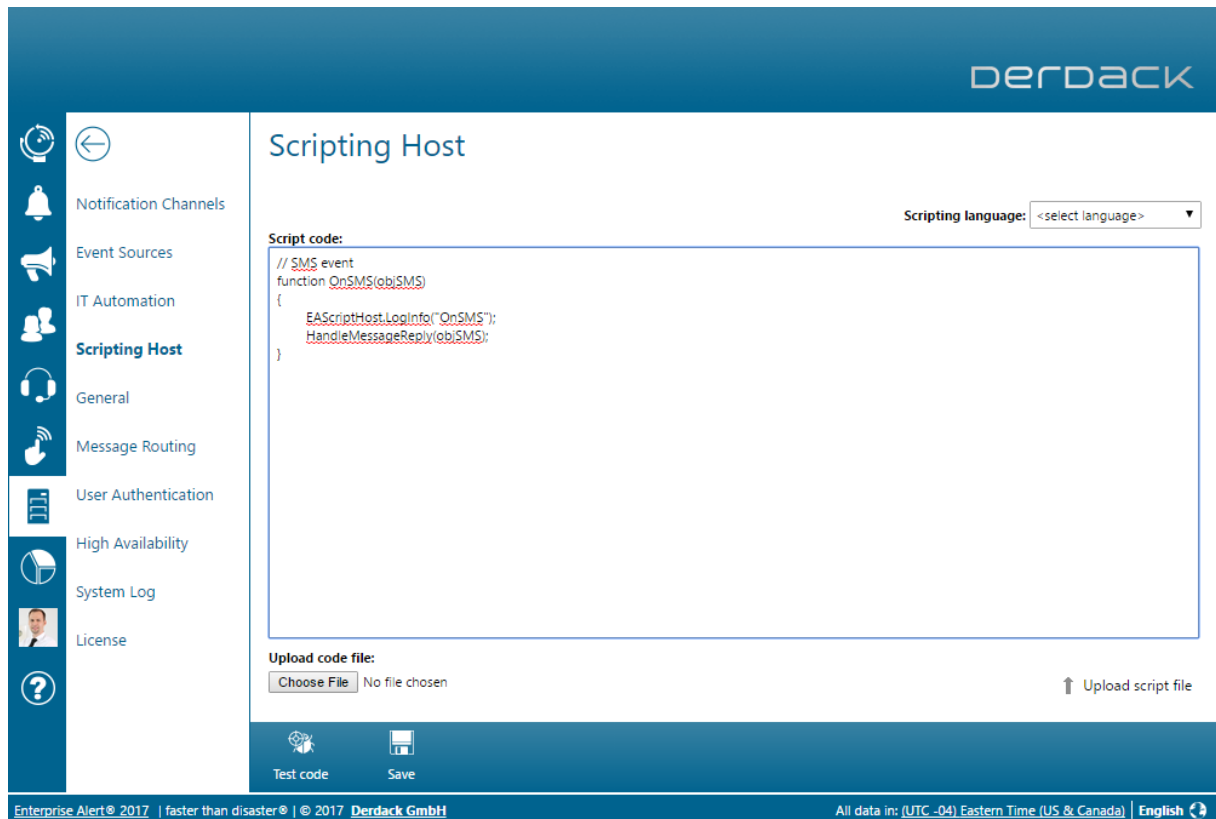 DERDACK
Scripting Host
Notification Channels
Event Sources
IT Automation
Scripting Host
General
Message Routing
User Authentication
High Availability
System Log
License
Scripting language: <select language>
Script code:
// SMS event
function OnSMS(objSMS)
{
EAScriptHost.LogInfo("OnSMS");
HandleMessageReply(objSMS);
}
Upload code file:
Choose File No file chosen
Upload script file
Test code Save
Enterprise Alert® 2017 | faster than disaster® | © 2017 Derdack GmbH
All data in: (UTC -04) Eastern Time (US & Canada) | English